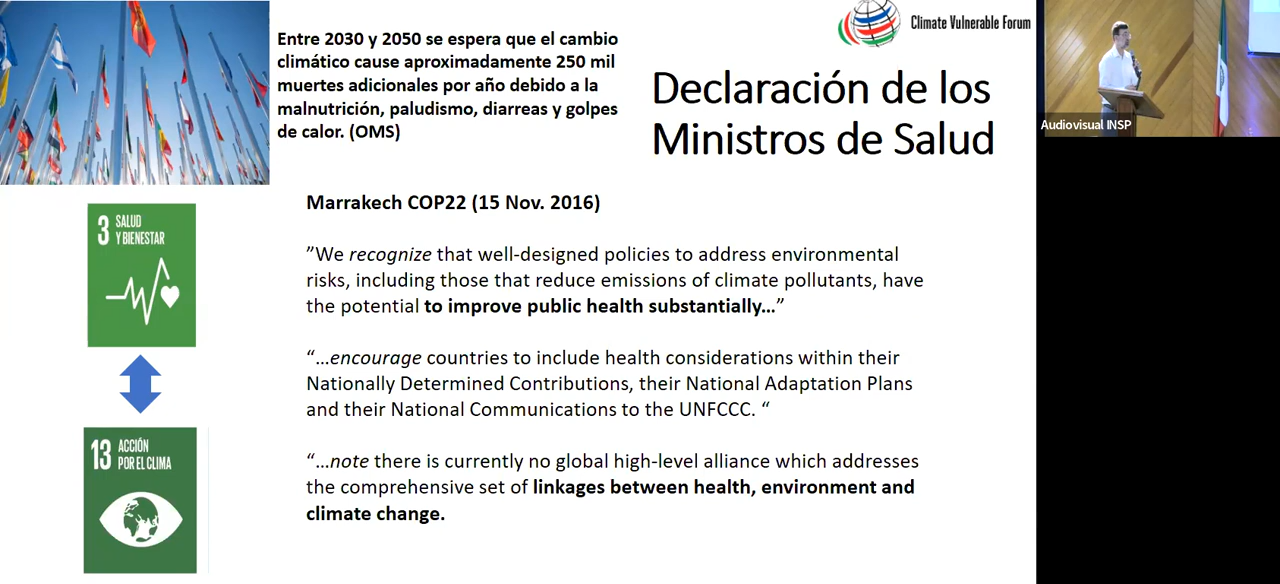 Entre 2030 y 2050 se espera que el cambio
climático cause aproximadamente 250 mil
muertes adicionales por año debido a la
malnutrición, paludismo, diarreas y golpes
de calor. (OMS)
Climate Vulnerable Forum
Declaración de los
Ministros de Salud
Audiovisual INSP
3 SALUD
Y BIENESTAR
13 ACCIÓN
POR EL CLIMA
Marrakech COP22 (15 Nov. 2016)
”We recognize that well-designed policies to address environmental
risks, including those that reduce emissions of climate pollutants, have
the potential to improve public health substantially…”
“…encourage countries to include health considerations within their
Nationally Determined Contributions, their National Adaptation Plans
and their National Communications to the UNFCCC. “
“…note there is currently no global high-level alliance which addresses
the comprehensive set of linkages between health, environment and
climate change.